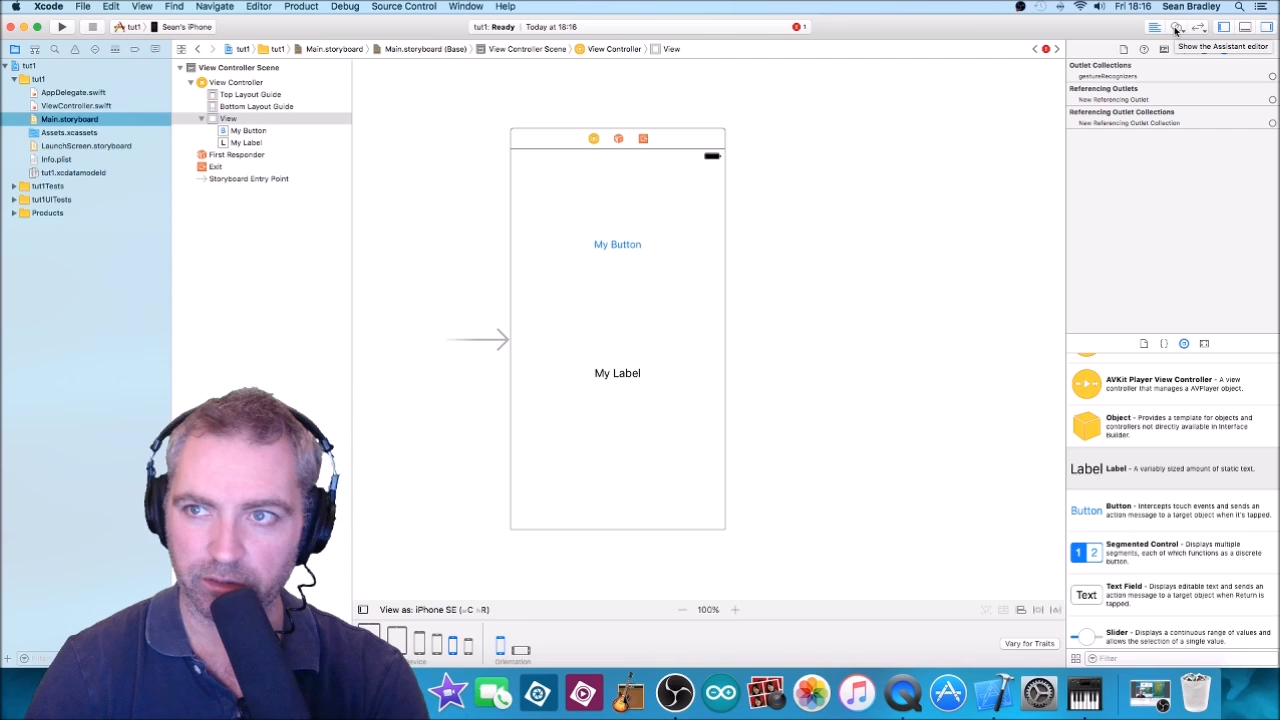 Xcode File Edit View Find Navigate Editor Product Debug Source Control Window Help
Fri 18:16 Sean Bradley
tut1 Sean's iPhone
tut1: Ready Today at 18:16
1
Show the Assistant editor
tut1 tut1 Main.storyboard Main.storyboard (Base) View Controller Scene View Controller View
tut1
tut1
AppDelegate.swift
ViewController.swift
Main.storyboard
Assets.xcassets
LaunchScreen.storyboard
Info.plist
tut1.xcdatamodeld
tut1Tests
tut1UITests
Products
View Controller Scene
View Controller
Top Layout Guide
Bottom Layout Guide
View
B My Button
L My Label
First Responder
Exit
Storyboard Entry Point
My Button
My Label
View as: iPhone SE (wC hR)
100%
Orientation
Vary for Traits
Outlet Collections
gestureRecognizers
Referencing Outlets
New Referencing Outlet
Referencing Outlet Collections
New Referencing Outlet Collection
AVKit Player View Controller - A view
controller that manages a AVPlayer object.
Object - Provides a template for objects and
controllers not directly available in Interface
Builder.
Label Label - A variably sized amount of static text.
Button Button - Intercepts touch events and sends an
action message to a target object when it's tapped.
1 2 Segmented Control - Displays multiple
segments, each of which functions as a discrete
button.
Text Text Field - Displays editable text and sends an
action message to a target object when Return is
tapped.
Slider - Displays a continuous range of values and
allows the selection of a single value.
Filter